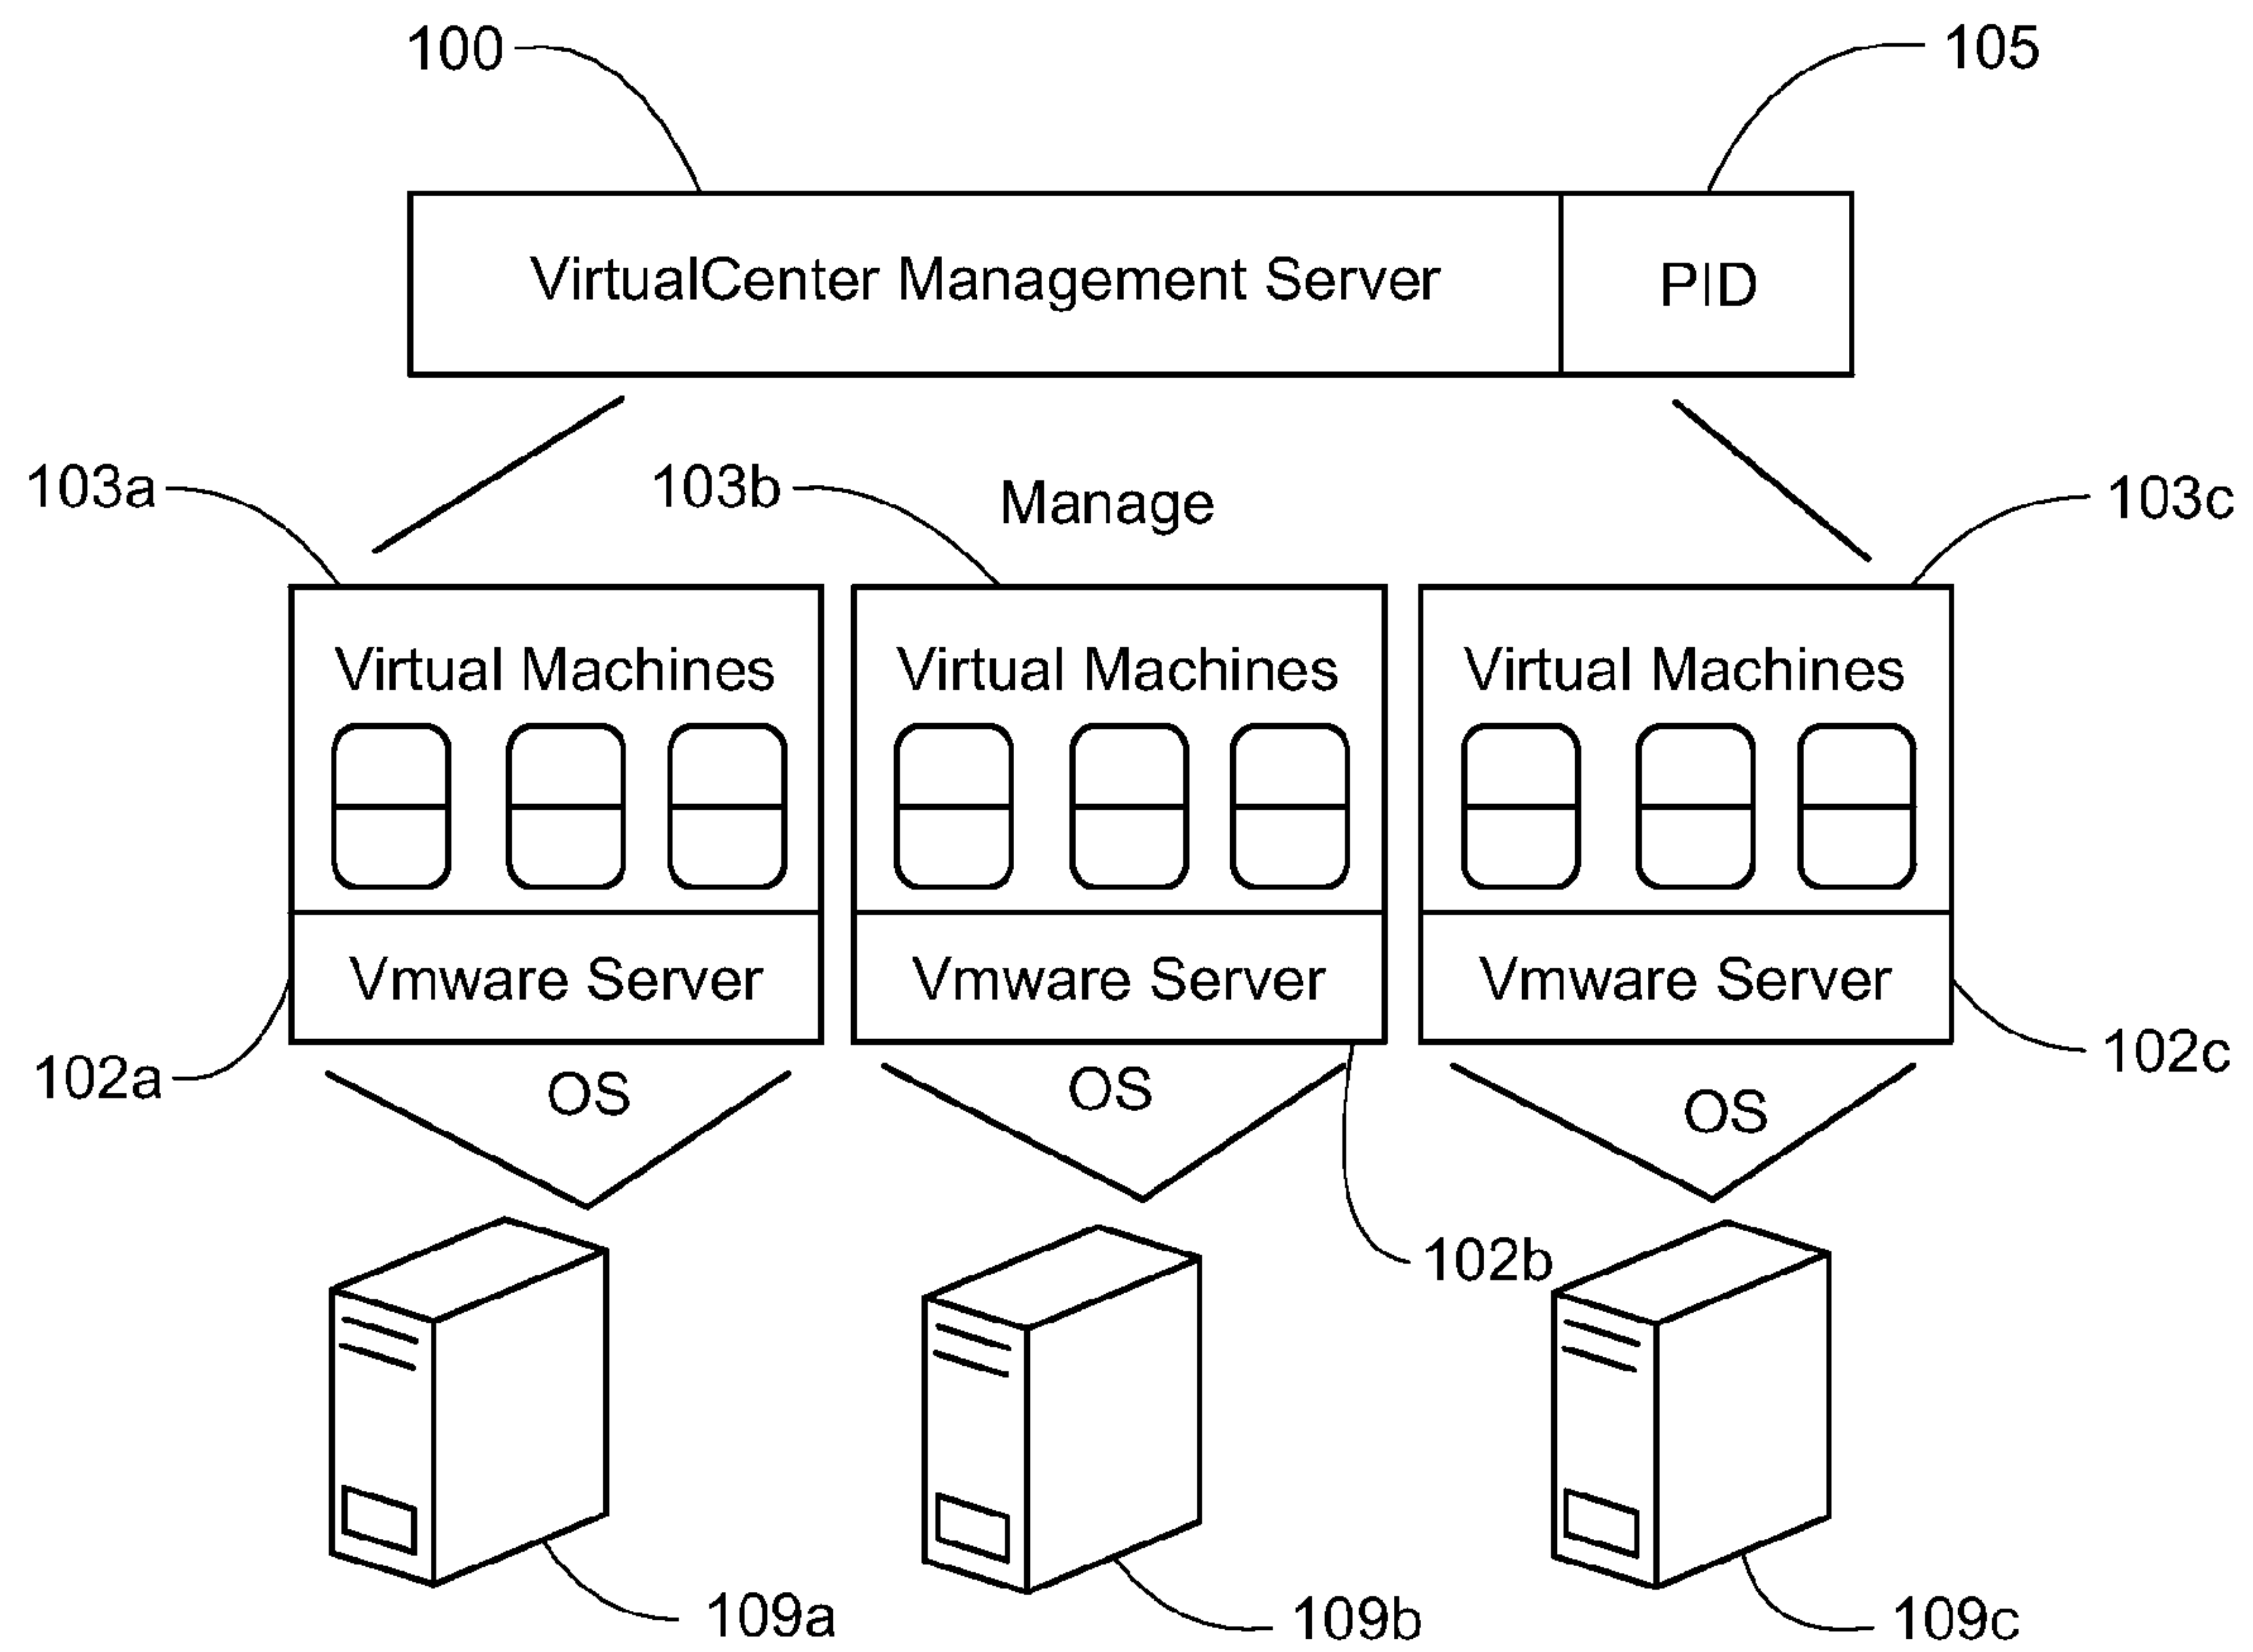 100
105
VirtualCenter Management Server
PID
103a
103b
Manage
103c
Virtual Machines
Virtual Machines
Virtual Machines
Vmware Server
Vmware Server
Vmware Server
102a
OS
OS
OS
102c
102b
109a
109b
109c